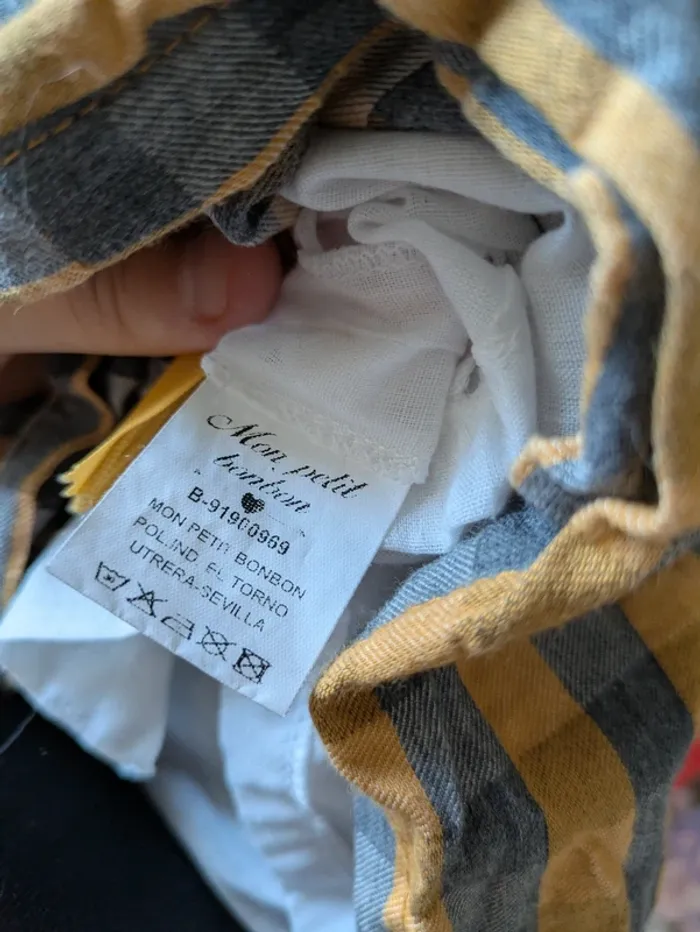 Mon petit
bonbon
B-91900969
MON PETIT BONBON
POL.IND. EL TORNO
UTRERA-SEVILLA